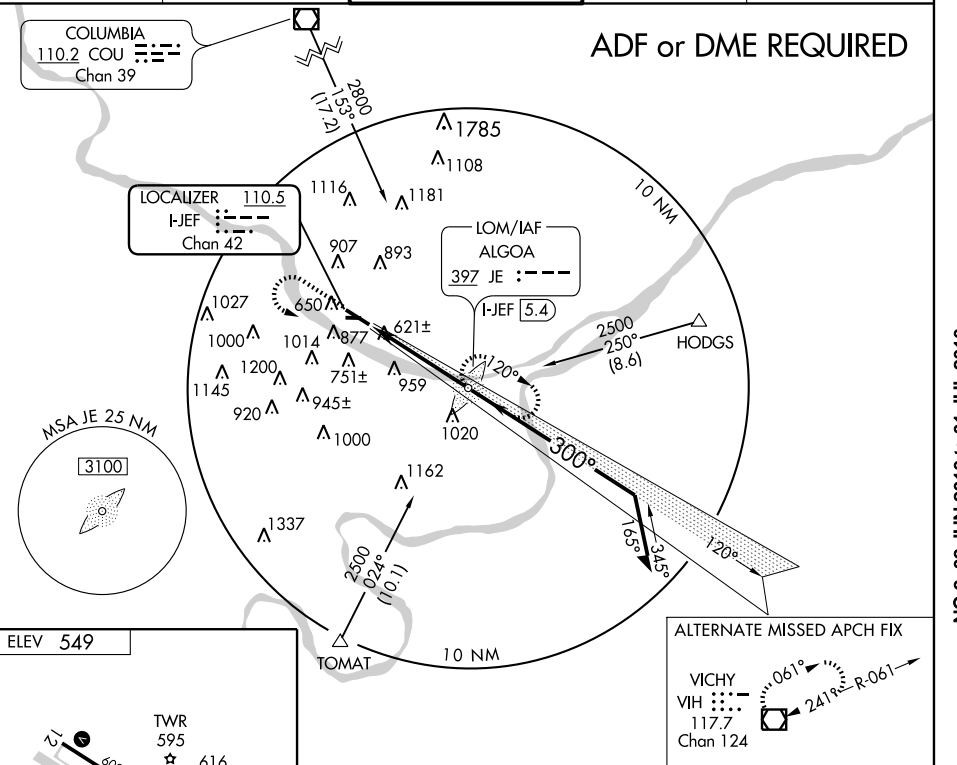 COLUMBIA
110.2 COU
Chan 39
ADF or DME REQUIRED
2800
153°
(17.2)
1785
1108
10 NM
LOCALIZER 110.5
I-JEF
Chan 42
1116
1181
LOM/IAF
ALGOA
397 JE
I-JEF 5.4
907
893
1027
650
621±
2500
250°
(8.6)
HODGS
1000
1014
877
120°
1145
1200
751±
959
920
945±
1020
MSA JE 25 NM
3100
1000
300°
1162
1337
165°
345°
120°
2500
024°
(10.1)
TOMAT
10 NM
ELEV 549
TWR
595
616
12
ALTERNATE MISSED APCH FIX
VICHY
VIH
117.7
Chan 124
061°
241°
R-061